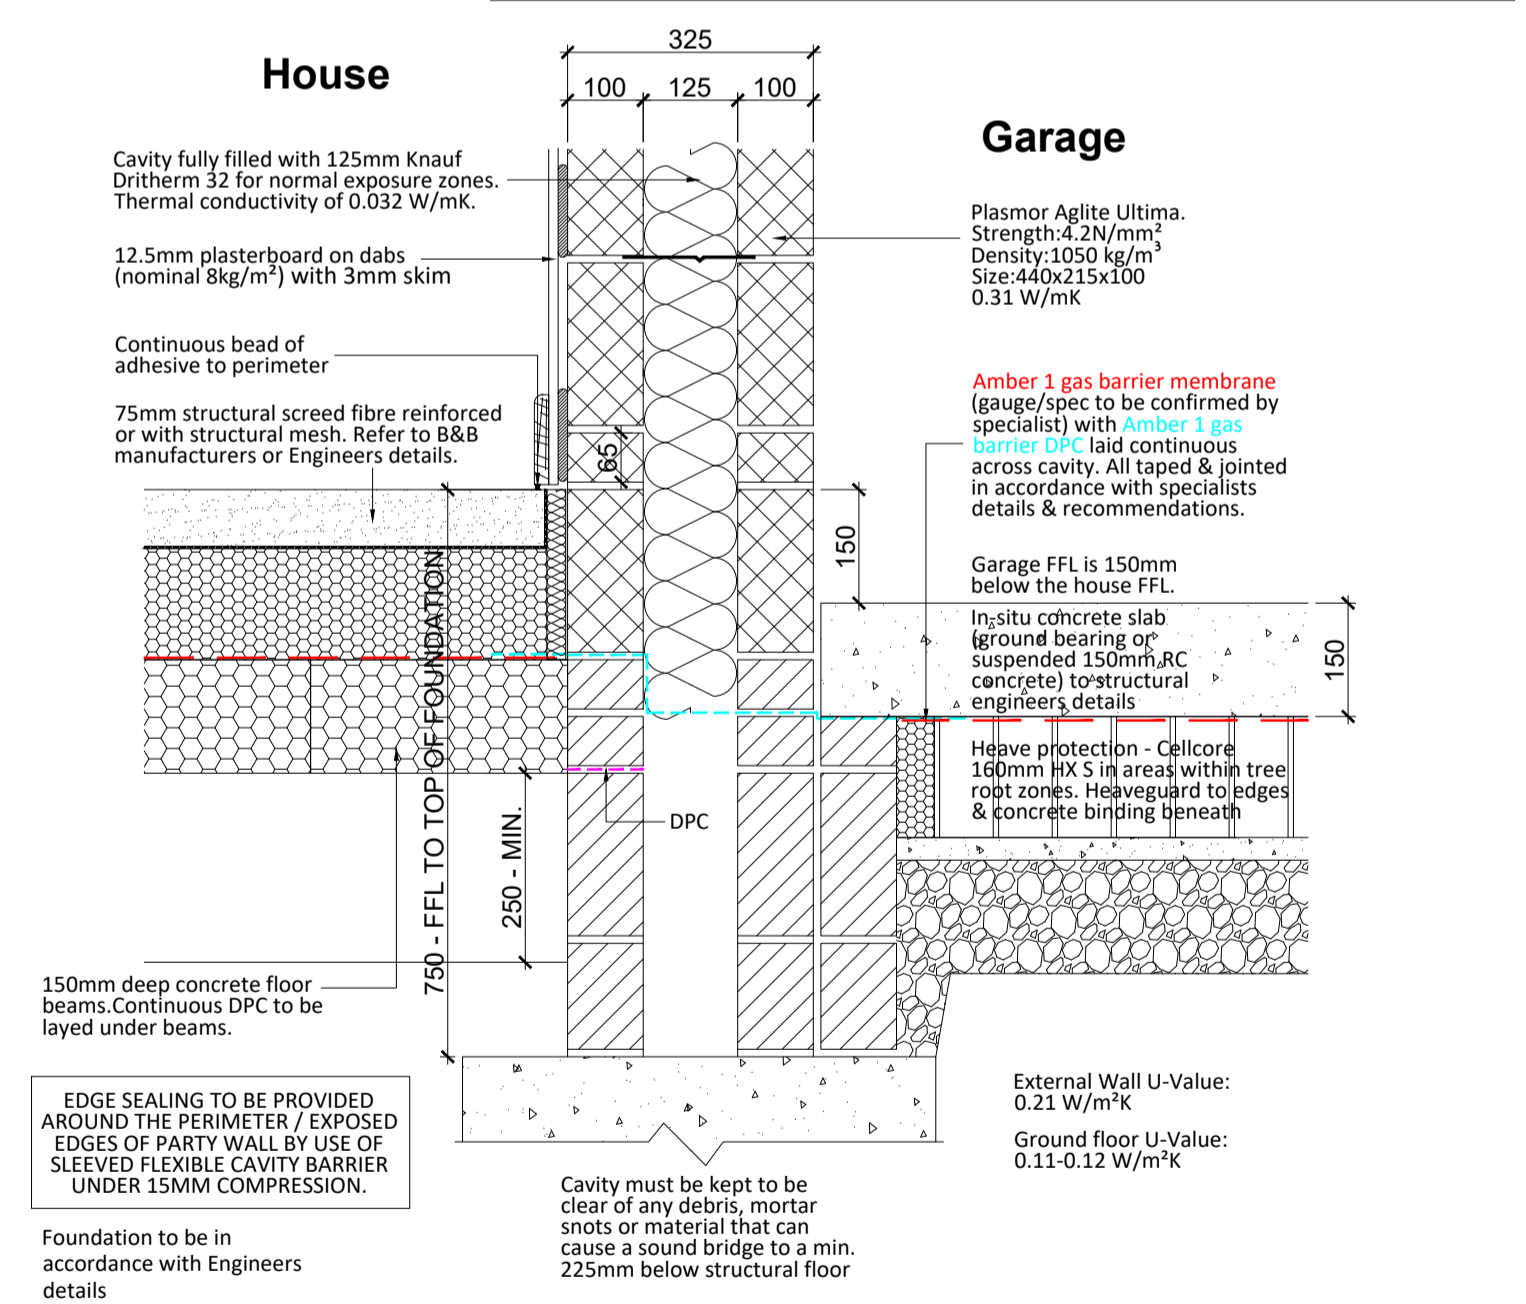 325
100 125 100
House
Garage
Cavity fully filled with 125mm Knauf
Dritherm 32 for normal exposure zones.
Thermal conductivity of 0.032 W/mK.
12.5mm plasterboard on dabs
(nominal 8kg/m²) with 3mm skim
Continuous bead of
adhesive to perimeter
75mm structural screed fibre reinforced
or with structural mesh. Refer to B&B
manufacturers or Engineers details.
Plasmor Aglite Ultima.
Strength:4.2N/mm²
Density:1050 kg/m³
Size:440x215x100
0.31 W/mK
Amber 1 gas barrier membrane
(gauge/spec to be confirmed by
specialist) with Amber 1 gas
barrier DPC laid continuous
across cavity. All taped & jointed
in accordance with specialists
details & recommendations.
65
150
Garage FFL is 150mm
below the house FFL.
In-situ concrete slab
(ground bearing or
suspended 150mm RC
concrete) to structural
engineers details
150
Heave protection - Cellcore
160mm HX S in areas within tree
root zones. Heaveguard to edges
& concrete binding beneath
750 - FFL TO TOP OF FOUNDATION
250 - MIN.
DPC
150mm deep concrete floor
beams.Continuous DPC to be
layed under beams.
EDGE SEALING TO BE PROVIDED
AROUND THE PERIMETER / EXPOSED
EDGES OF PARTY WALL BY USE OF
SLEEVED FLEXIBLE CAVITY BARRIER
UNDER 15MM COMPRESSION.
Foundation to be in
accordance with Engineers
details
Cavity must be kept to be
clear of any debris, mortar
snots or material that can
cause a sound bridge to a min.
225mm below structural floor
External Wall U-Value:
0.21 W/m²K
Ground floor U-Value:
0.11-0.12 W/m²K